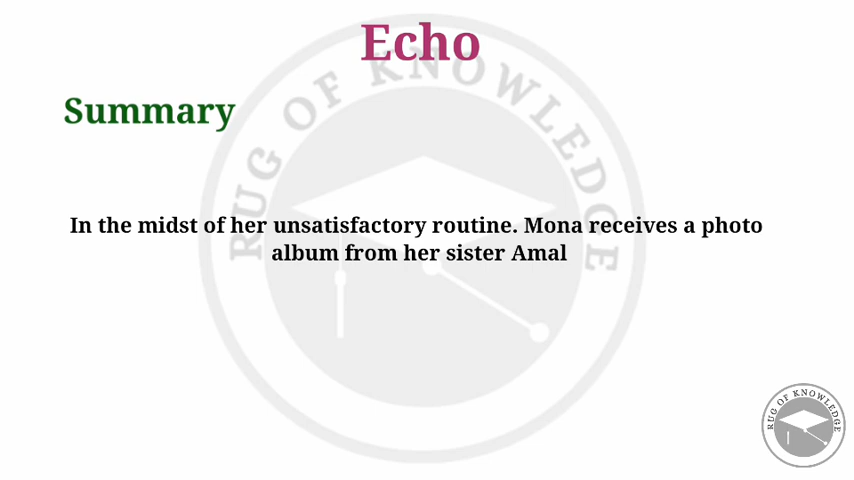 Echo
RUG OF KNOWLEDGE
Summary
In the midst of her unsatisfactory routine. Mona receives a photo
album from her sister Amal
RUG OF KNOWLEDGE